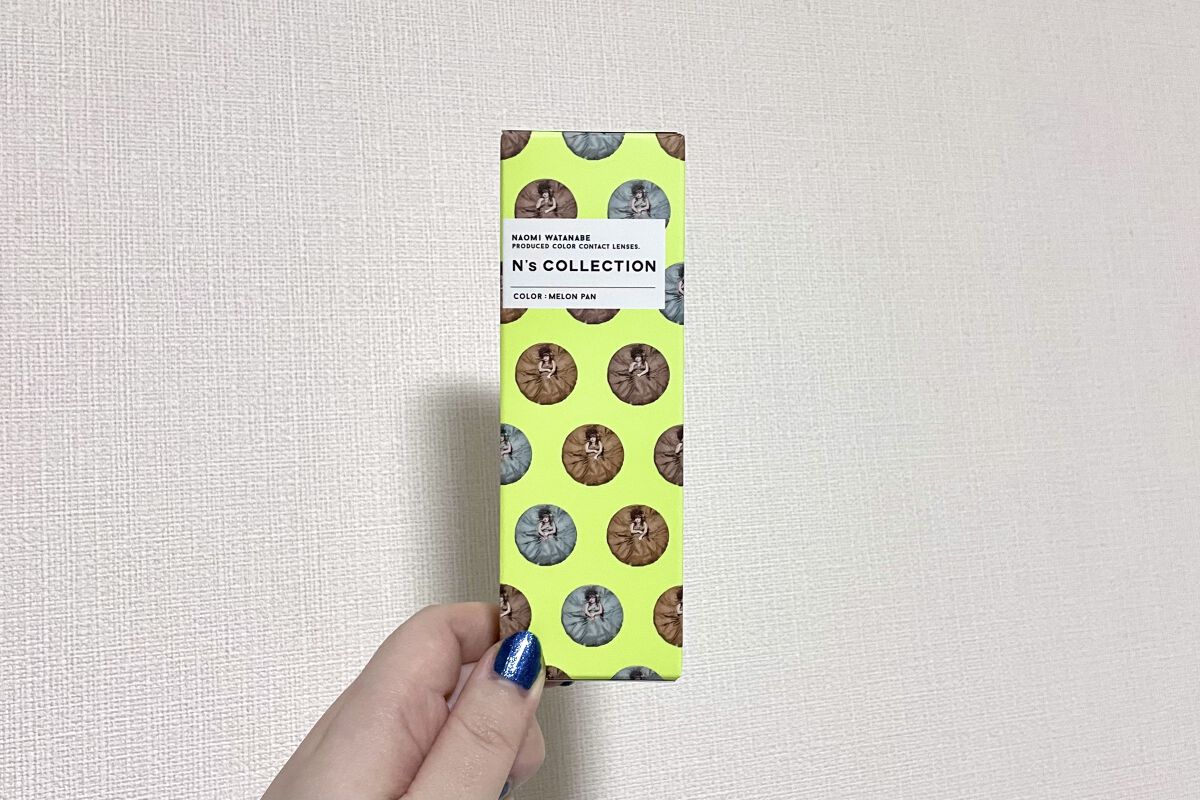 NAOMI WATANABE
PRODUCED COLOR CONTACT LENSES.
N's COLLECTION
COLOR : MELON PAN